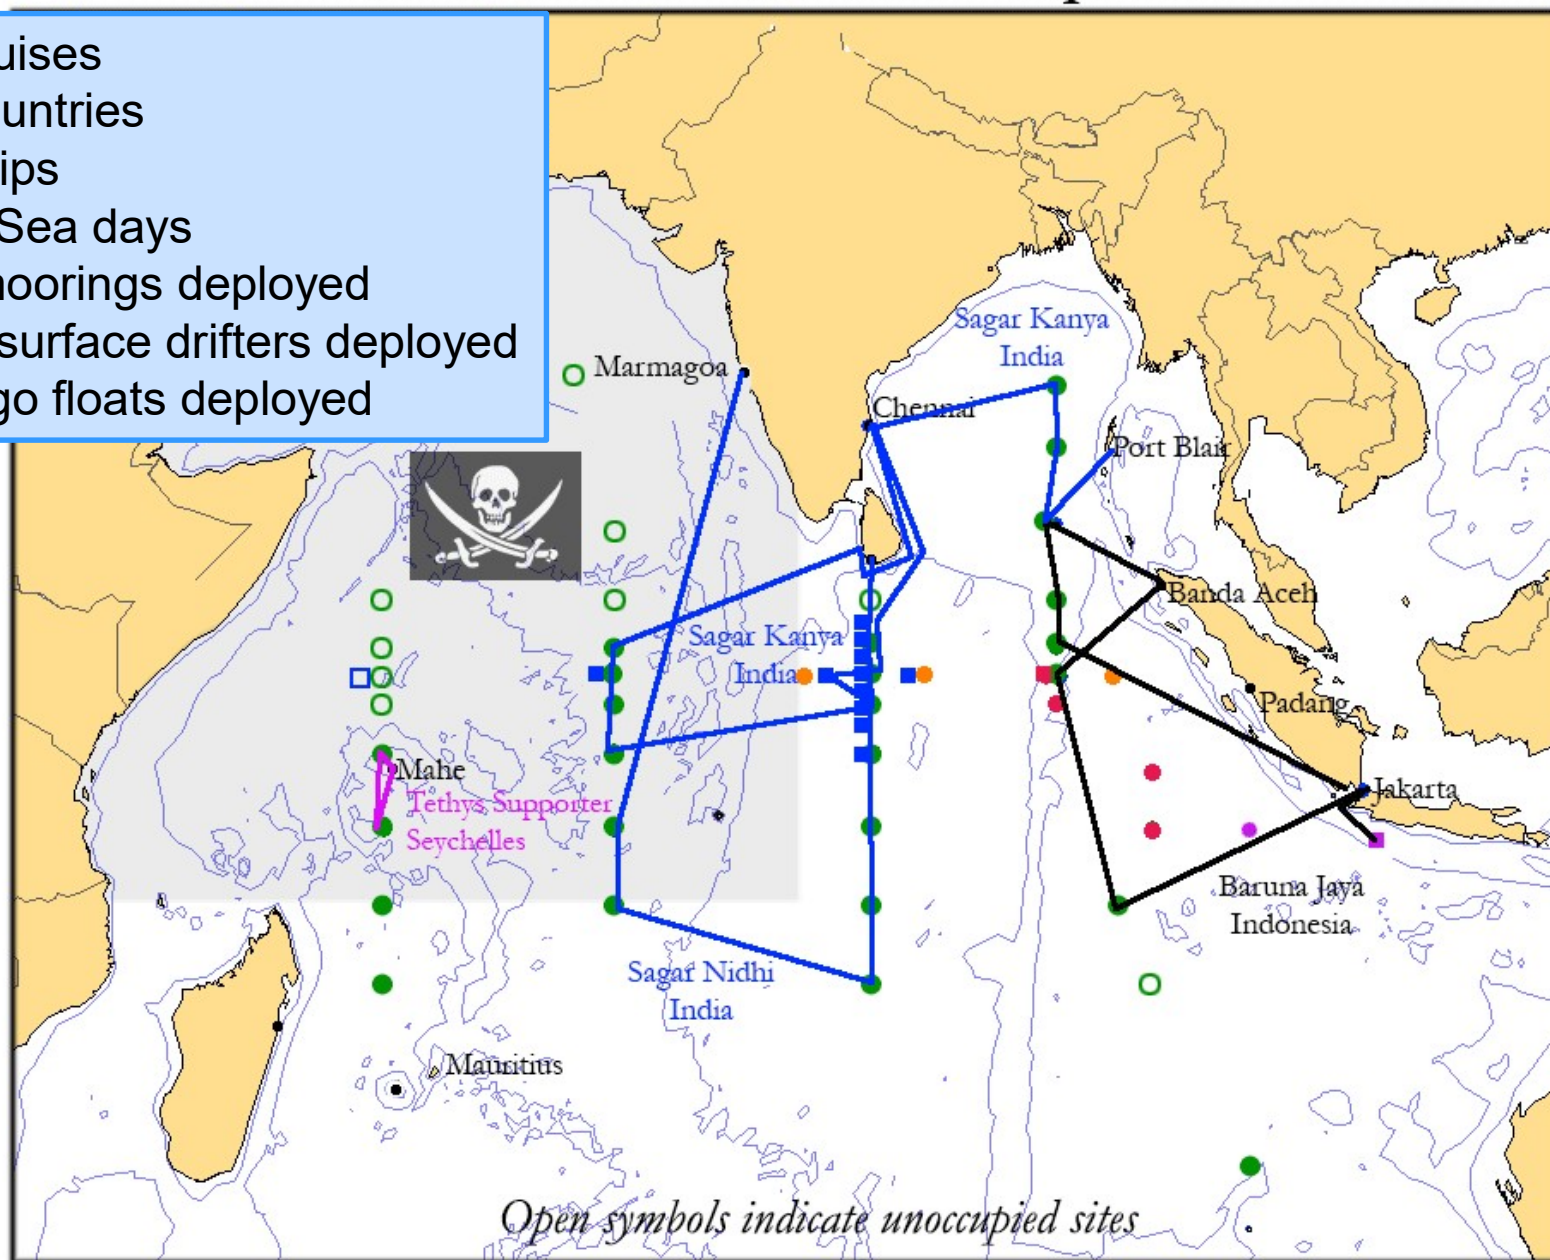 uises
untries
ips
Sea days
moorings deployed
surface drifters deployed
go floats deployed
Marmagoa
Sagar Kanya
India
Chennai
Port Blair
Banda Aceh
Sagar Kanya
India
Padang
Mahe
Jakarta
Tethys Supporter
Seychelles
Baruna Jaya
Indonesia
Sagar Nidhi
India
Mauritius
Open symbols indicate unoccupied sites